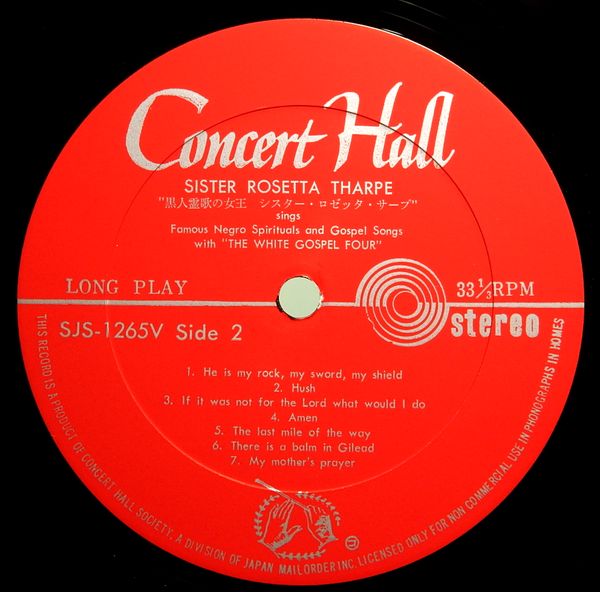 Concert Hall
SISTER ROSETTA THARPE
"黒人霊歌の女王 シスター・ロゼッタ・サープ"
sings
Famous Negro Spirituals and Gospel Songs
with "THE WHITE GOSPEL FOUR"
LONG PLAY
33 1/3 RPM
SJS-1265V Side 2
stereo
1. He is my rock, my sword, my shield
2. Hush
3. If it was not for the Lord what would I do
4. Amen
5. The last mile of the way
6. There is a balm in Gilead
7. My mother's prayer
THIS RECORD IS A PRODUCT OF CONCERT HALL SOCIETY, A DIVISION OF JAPAN MAILORDER INC. LICENSED ONLY FOR NON COMMERCIAL USE IN PHONOGRAPHS IN HOMES